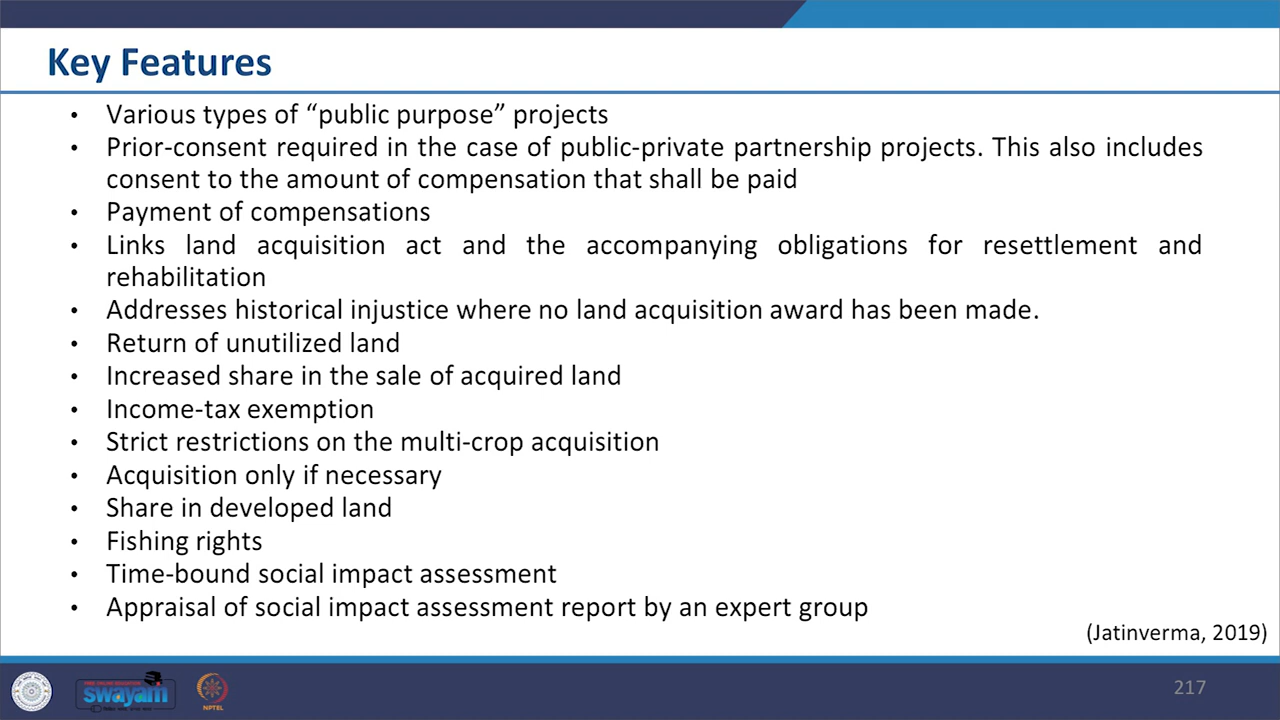 Key Features
• Various types of “public purpose” projects
• Prior-consent required in the case of public-private partnership projects. This also includes
consent to the amount of compensation that shall be paid
• Payment of compensations
• Links land acquisition act and the accompanying obligations for resettlement and
rehabilitation
• Addresses historical injustice where no land acquisition award has been made.
• Return of unutilized land
• Increased share in the sale of acquired land
• Income-tax exemption
• Strict restrictions on the multi-crop acquisition
• Acquisition only if necessary
• Share in developed land
• Fishing rights
• Time-bound social impact assessment
• Appraisal of social impact assessment report by an expert group
(Jatinverma, 2019)
swayam
NPTEL
217